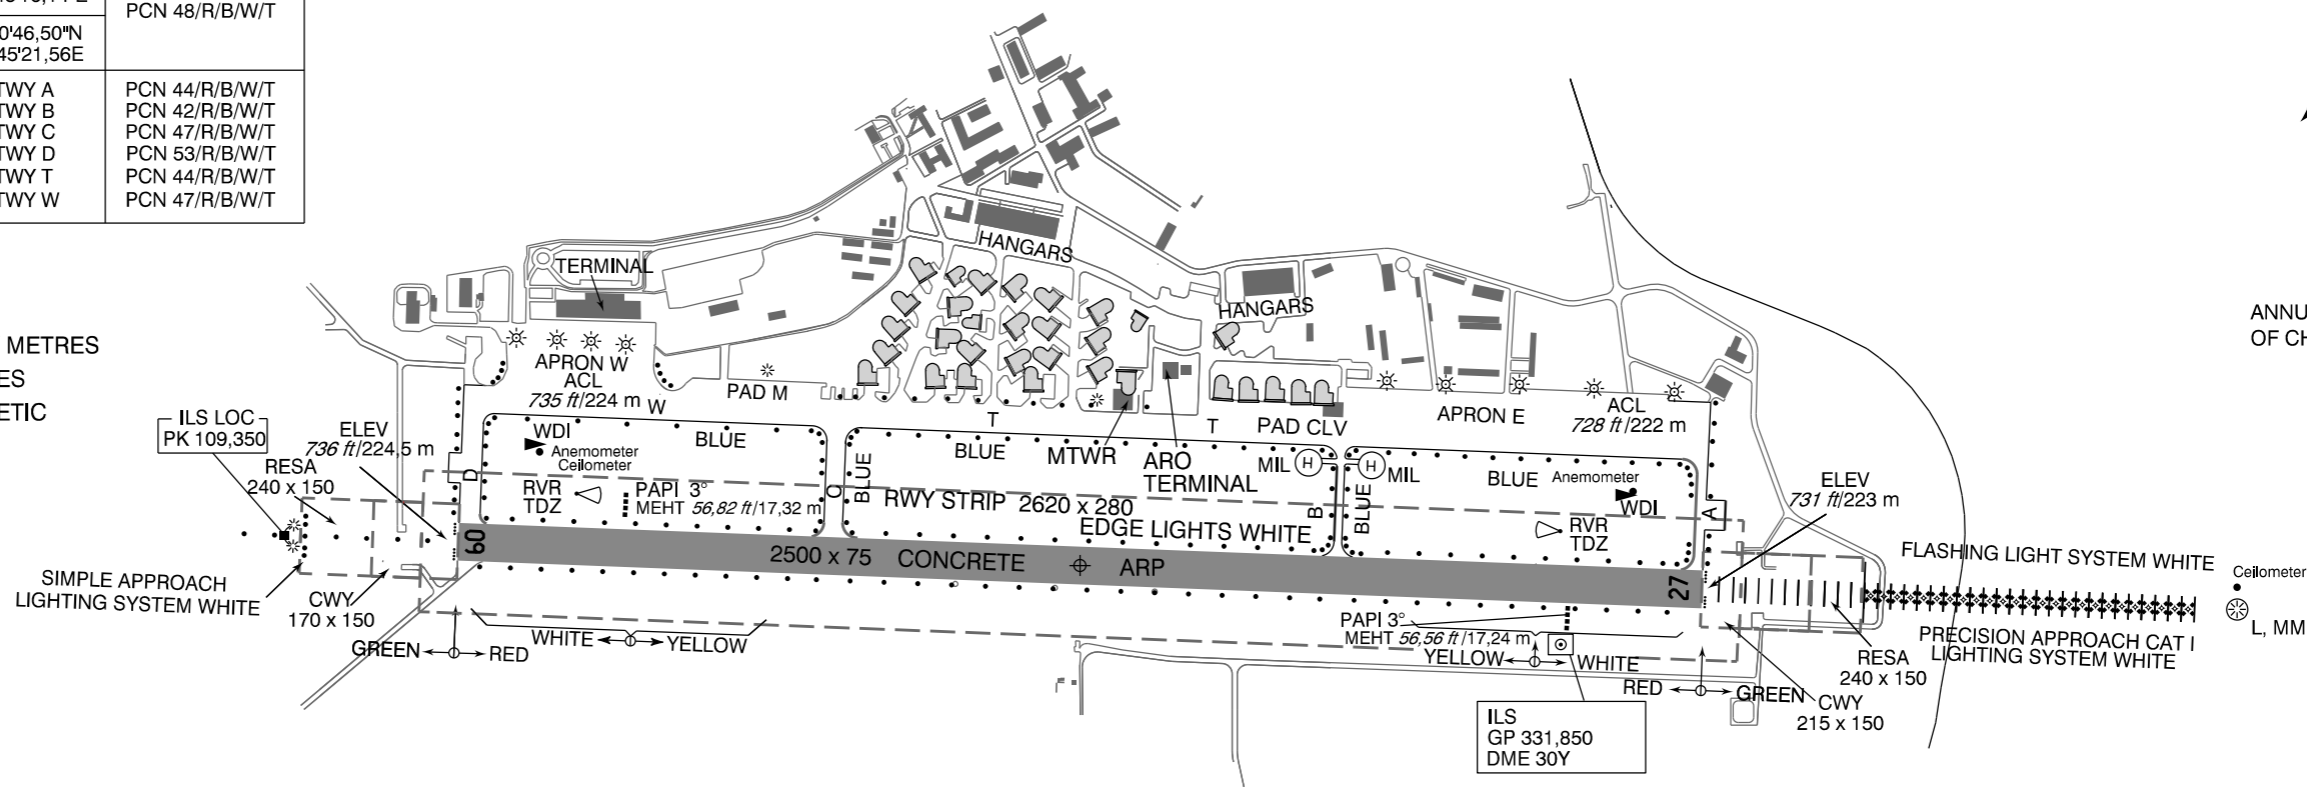 PCN 48/R/B/W/T
0'46,50"N
45'21,56E
TWY A PCN 44/R/B/W/T
TWY B PCN 42/R/B/W/T
TWY C PCN 47/R/B/W/T
TWY D PCN 53/R/B/W/T
TWY T PCN 44/R/B/W/T
TWY W PCN 47/R/B/W/T
METRES
ES
ETIC
ANNU
OF CH
HANGARS
TERMINAL
HANGARS
APRON W
ACL
735 ft/224 m
W
PAD M
T
T
PAD CLV
APRON E
ACL
728 ft/222 m
ILS LOC
PK 109,350
ELEV
736 ft/224,5 m
RESA
240 x 150
WDI
Anemometer
Ceilometer
BLUE
BLUE
BLUE
MTWR
ARO
TERMINAL
MIL
H
H
MIL
BLUE
Anemometer
WDI
ELEV
731 ft/223 m
D
RVR
TDZ
PAPI 3°
MEHT 56,82 ft/17,32 m
C
RWY STRIP 2620 x 280
EDGE LIGHTS WHITE
B
BLUE
RVR
TDZ
A
09
2500 x 75 CONCRETE
ARP
27
SIMPLE APPROACH
LIGHTING SYSTEM WHITE
CWY
170 x 150
GREEN
RED
WHITE
YELLOW
PAPI 3°
MEHT 56,56 ft/17,24 m
YELLOW
WHITE
RED
GREEN
ILS
GP 331,850
DME 30Y
CWY
215 x 150
RESA
240 x 150
FLASHING LIGHT SYSTEM WHITE
PRECISION APPROACH CAT I
LIGHTING SYSTEM WHITE
Ceilometer
L, MM